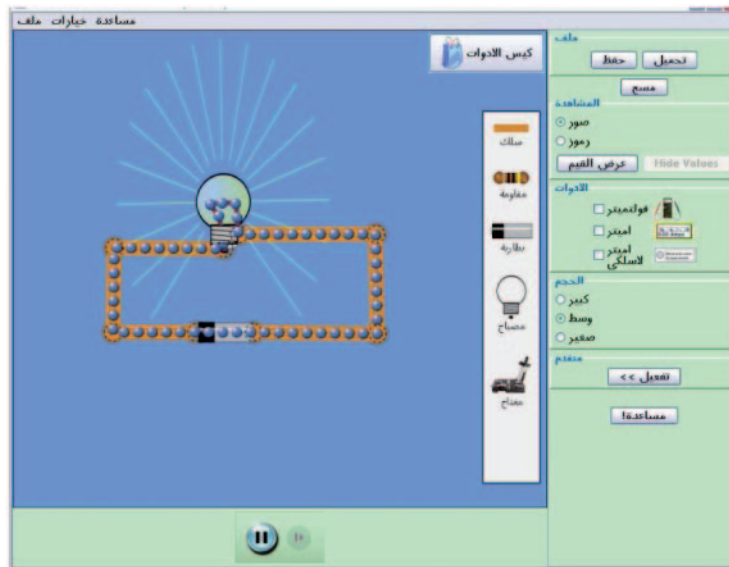 ملف خيارات مساعدة
كيس الادوات
سلك
مقاومة
بطارية
مصباح
مفتاح
ملف
تحميل حفظ
مسح
المشاهدة
صور
رموز
عرض القيم Hide Values
الأدوات
فولتميتر
اميتر
اميتر
لاسلكي
الحجم
كبير
وسط
صغير
متقدم
تفعيل >>
مساعدة!